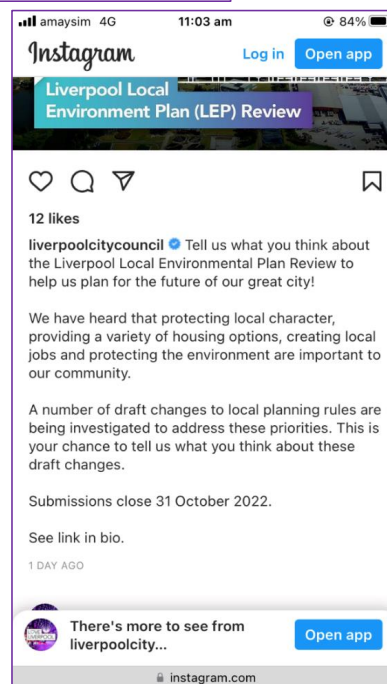 amaysim 4G 11:03 am 84%
Instagram Log in Open app
Liverpool Local
Environment Plan (LEP) Review
12 likes
liverpoolcitycouncil Tell us what you think about
the Liverpool Local Environmental Plan Review to
help us plan for the future of our great city!
We have heard that protecting local character,
providing a variety of housing options, creating local
jobs and protecting the environment are important to
our community.
A number of draft changes to local planning rules are
being investigated to address these priorities. This is
your chance to tell us what you think about these
draft changes.
Submissions close 31 October 2022.
See link in bio.
1 DAY AGO
There's more to see from
liverpoolcity...
Open app
instagram.com